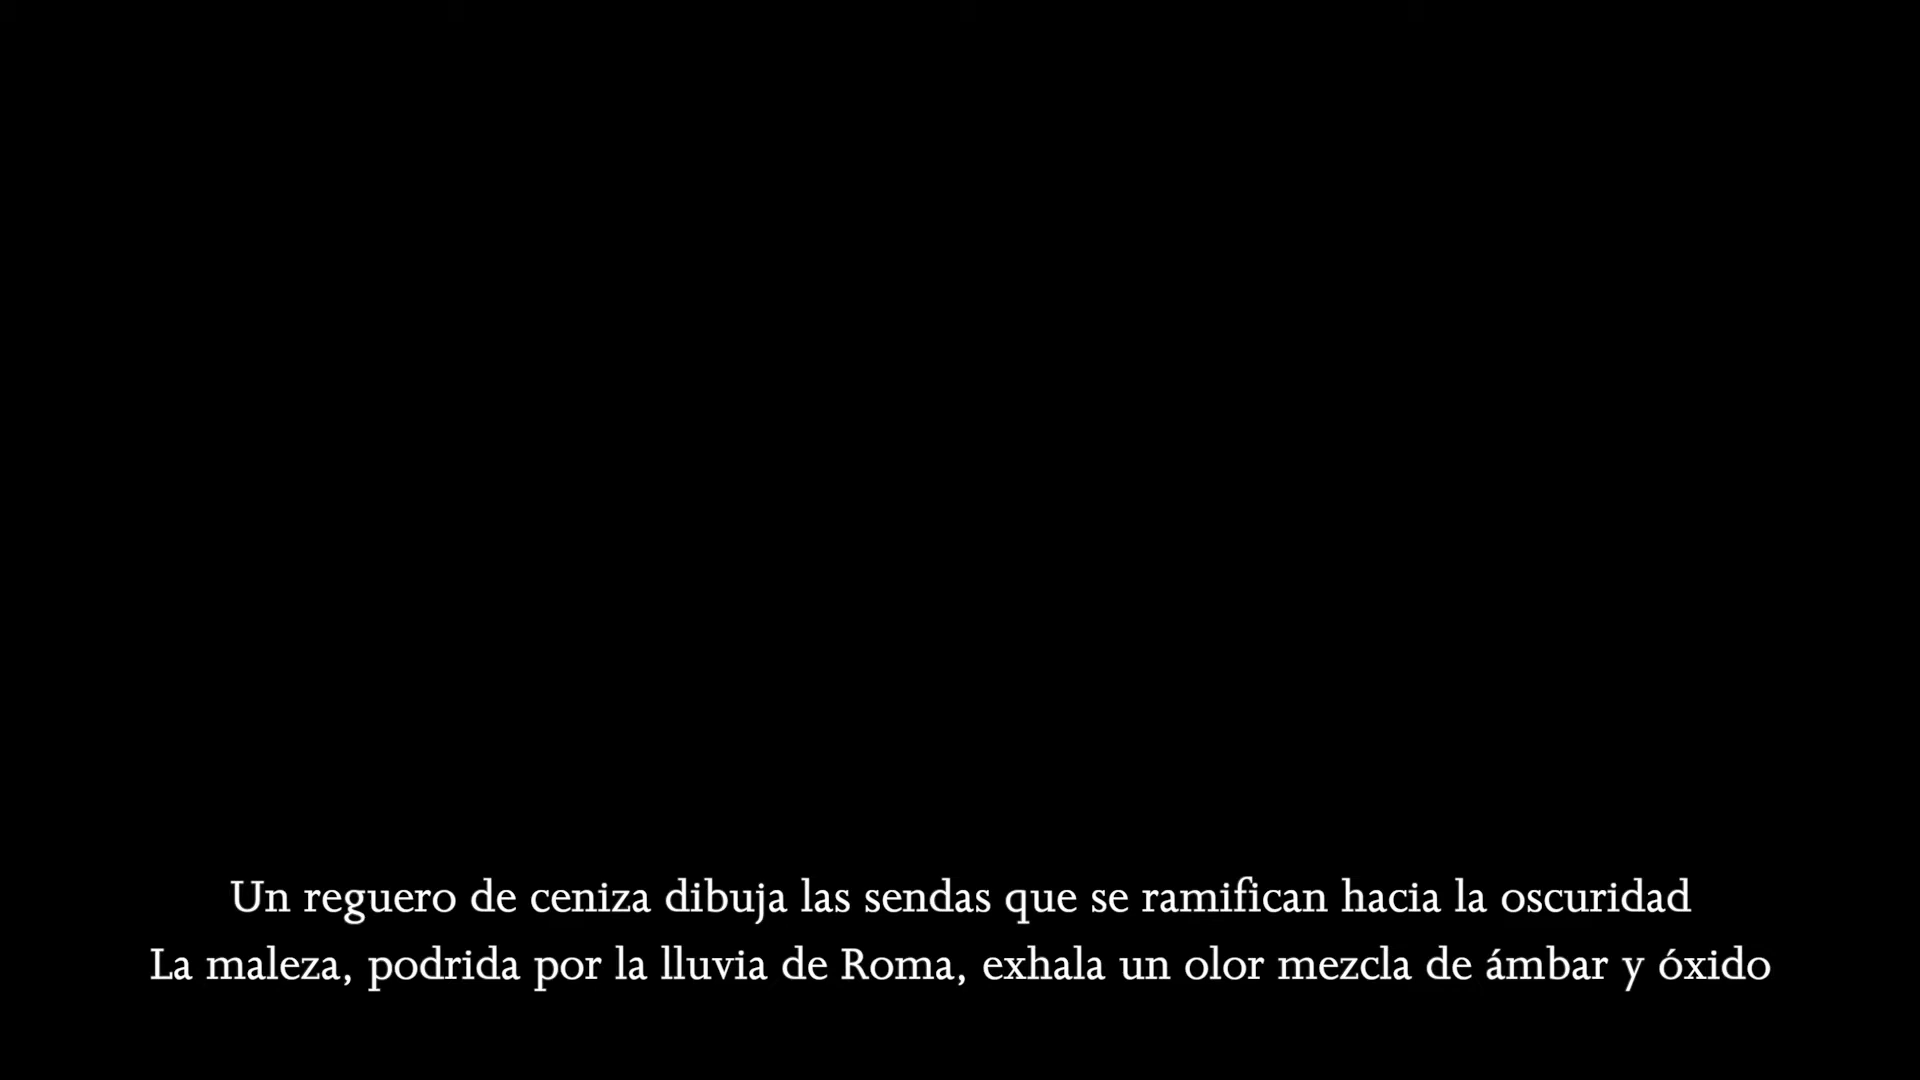 Un reguero de ceniza dibuja las sendas que se ramifican hacia la oscuridad
La maleza, podrida por la lluvia de Roma, exhala un olor mezcla de ámbar y óxido